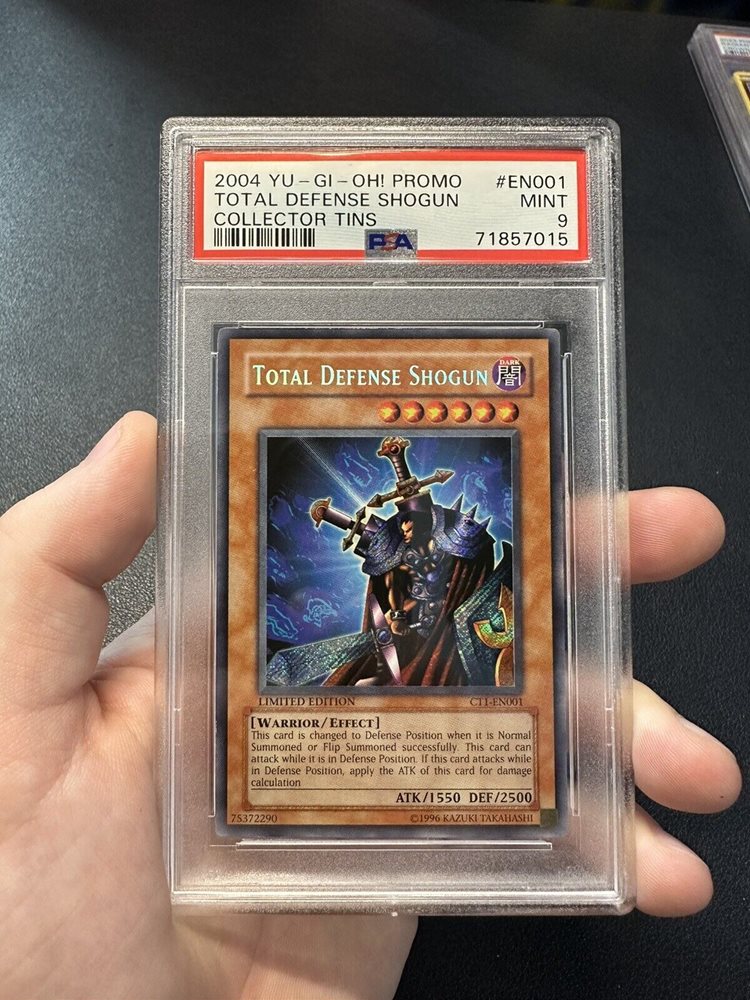 2004 YU-GI-OH! PROMO #EN001
TOTAL DEFENSE SHOGUN MINT
COLLECTOR TINS 9
PSA 71857015
TOTAL DEFENSE SHOGUN
DARK
闇
LIMITED EDITION CT1-EN001
[WARRIOR/EFFECT]
This card is changed to Defense Position when it is Normal
Summoned or Flip Summoned successfully. This card can
attack while it is in Defense Position. If this card attacks while
in Defense Position, apply the ATK of this card for damage
calculation
ATK/1550 DEF/2500
75372290 ©1996 KAZUKI TAKAHASHI